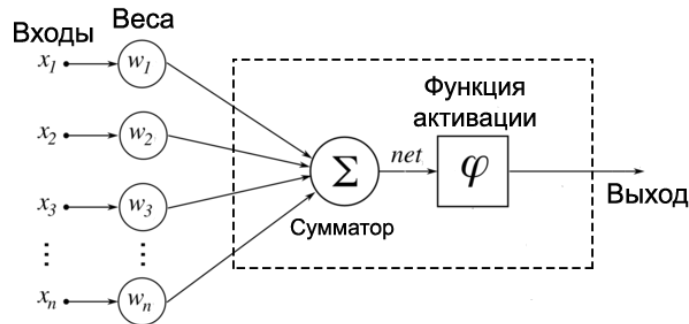 Входы
Веса
x1
w1
x2
w2
x3
w3
xn
wn
Σ
Сумматор
net
Функция
активации
φ
Выход